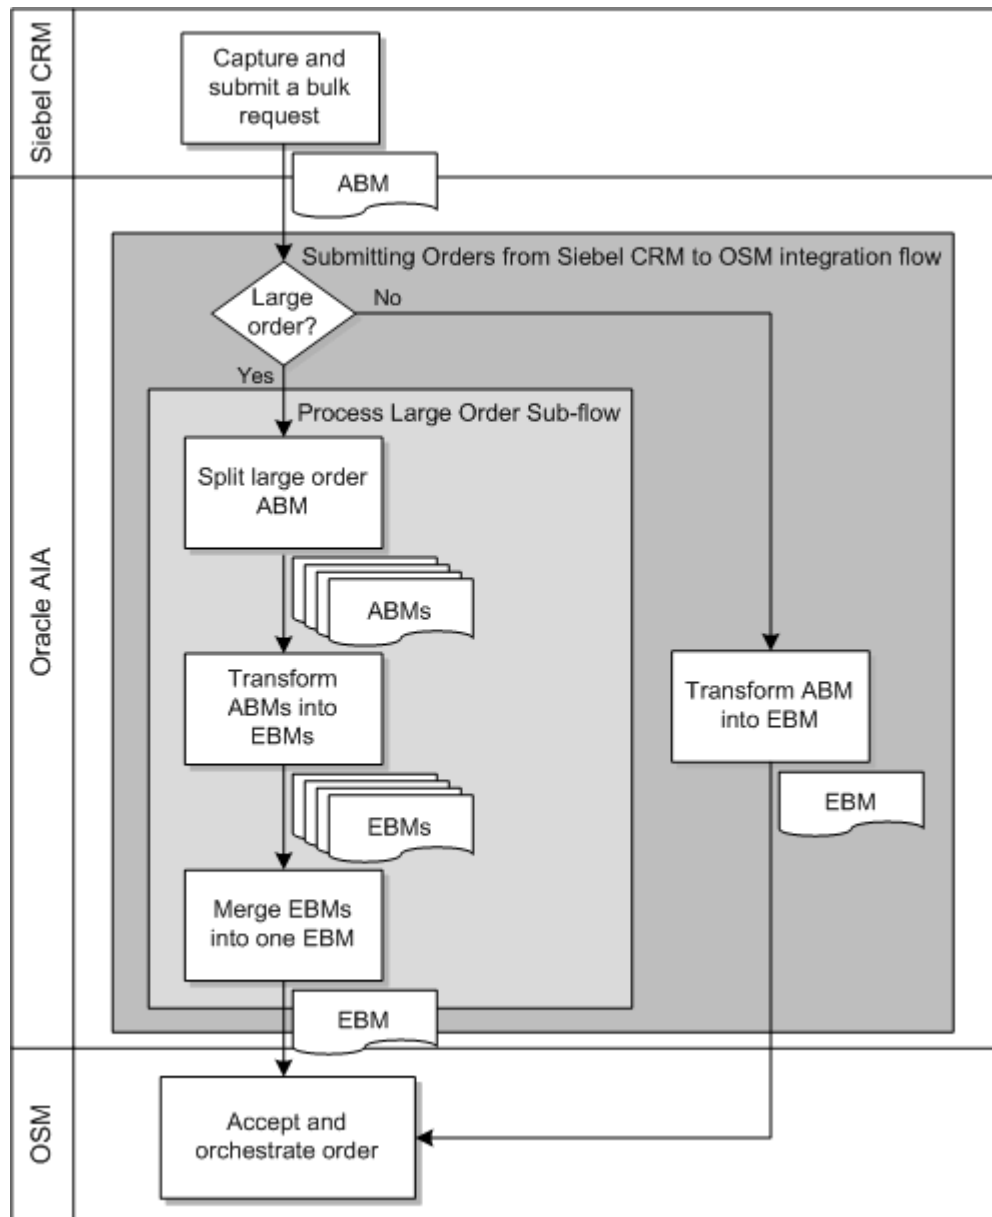 Siebel CRM
Capture and
submit a bulk
request
ABM
Oracle AIA
Submitting Orders from Siebel CRM to OSM integration flow
Large
order?
No
Yes
Process Large Order Sub-flow
Split large order
ABM
ABMs
Transform
ABMs into
EBMs
Transform ABM
into EBM
EBMs
EBM
Merge EBMs
into one EBM
EBM
OSM
Accept and
orchestrate order